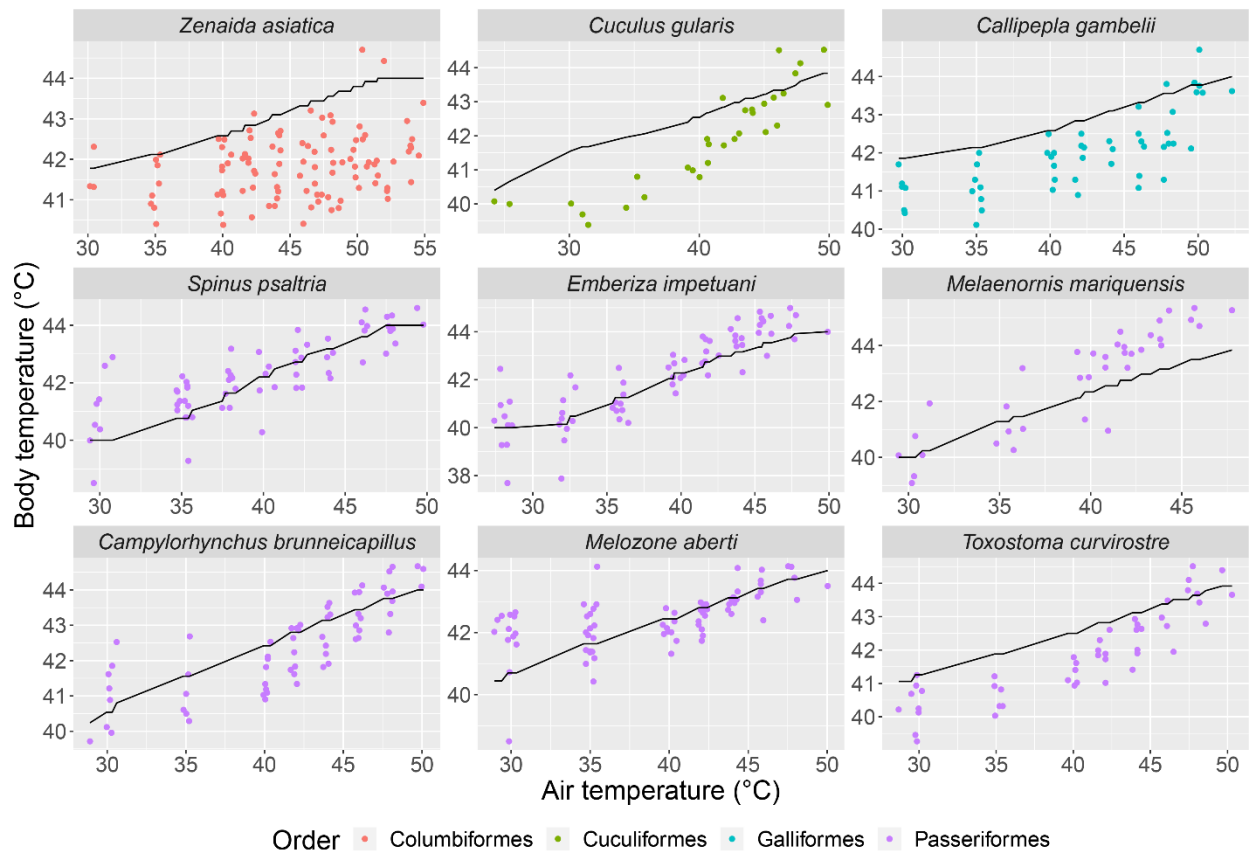 Zenaida asiatica Cuculus gularis Callipepla gambelii
44
43
42
41
30 35 40 45 50 55
44
43
42
41
40
25 30 35 40 45 50
44
43
42
41
40
30 35 40 45 50
Spinus psaltria Emberiza impetuani Melaenornis mariquensis
44
42
40
30 35 40 45 50
44
42
40
38
30 35 40 45 50
44
42
40
30 35 40 45
Campylorhynchus brunneicapillus Melozone aberti Toxostoma curvirostre
44
43
42
41
40
30 35 40 45 50
44
42
40
30 35 40 45 50
44
43
42
41
40
30 35 40 45 50
Body temperature (°C)
Air temperature (°C)
Order Columbiformes Cuculiformes Galliformes Passeriformes